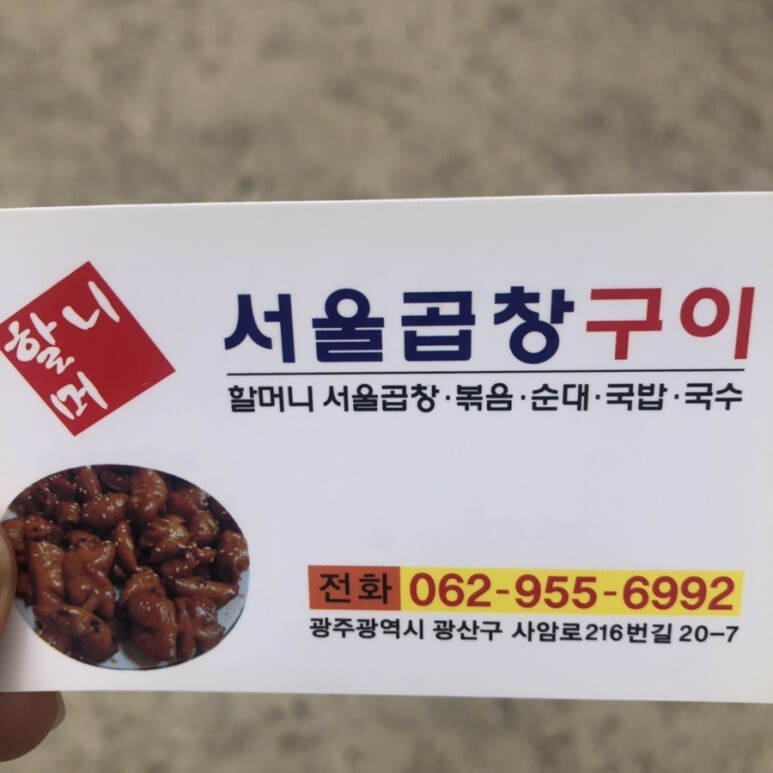 할머니
서울곱창구이
할머니 서울곱창·볶음·순대·국밥·국수
전화 062-955-6992
광주광역시 광산구 사암로216번길 20-7